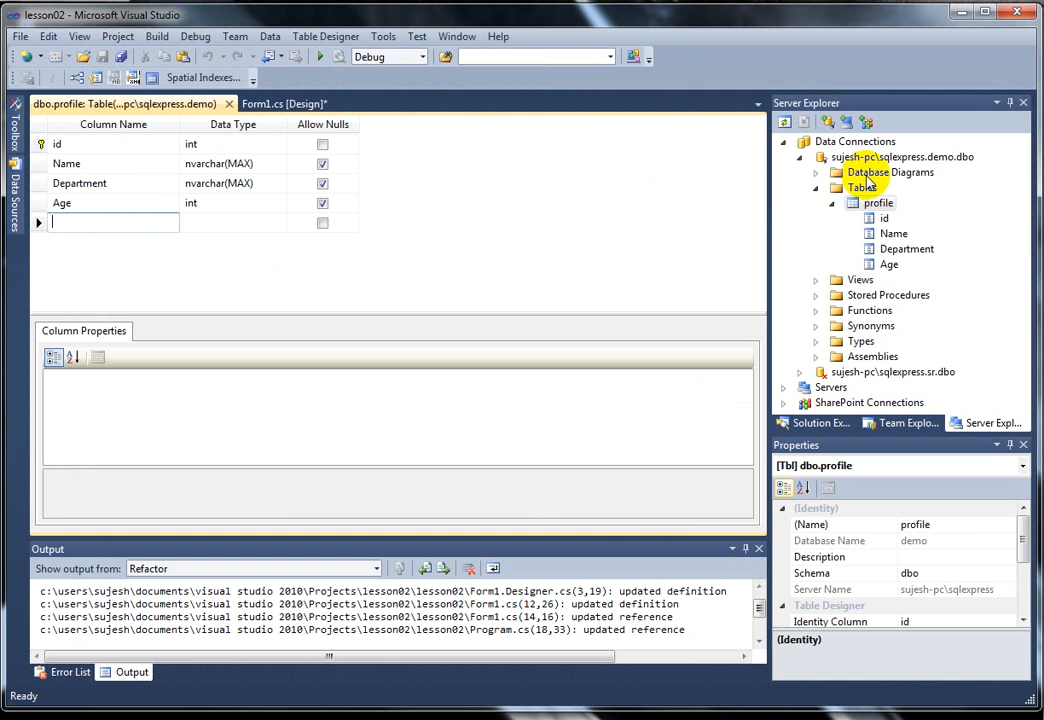 lesson02 - Microsoft Visual Studio
File Edit View Project Build Debug Team Data Table Designer Tools Test Window Help
Debug
Spatial Indexes...
dbo.profile: Table(...pc\sqlexpress.demo) Form1.cs [Design]*
Column Name Data Type Allow Nulls
id int
Name nvarchar(MAX)
Department nvarchar(MAX)
Age int
Toolbox
Data Sources
Column Properties
Output
Show output from: Refactor
c:\users\sujesh\documents\visual studio 2010\Projects\lesson02\lesson02\Form1.Designer.cs(3,19): updated definition
c:\users\sujesh\documents\visual studio 2010\Projects\lesson02\lesson02\Form1.cs(12,26): updated definition
c:\users\sujesh\documents\visual studio 2010\Projects\lesson02\lesson02\Form1.cs(14,16): updated reference
c:\users\sujesh\documents\visual studio 2010\Projects\lesson02\lesson02\Program.cs(18,33): updated reference
Error List Output
Ready
Server Explorer
Data Connections
sujesh-pc\sqlexpress.demo.dbo
Database Diagrams
Tables
profile
id
Name
Department
Age
Views
Stored Procedures
Functions
Synonyms
Types
Assemblies
sujesh-pc\sqlexpress.sr.dbo
Servers
SharePoint Connections
Solution Ex... Team Explo... Server Expl...
Properties
[Tbl] dbo.profile
(Identity)
(Name) profile
Database Name demo
Description
Schema dbo
Server Name sujesh-pc\sqlexpress
Table Designer
Identity Column id
(Identity)